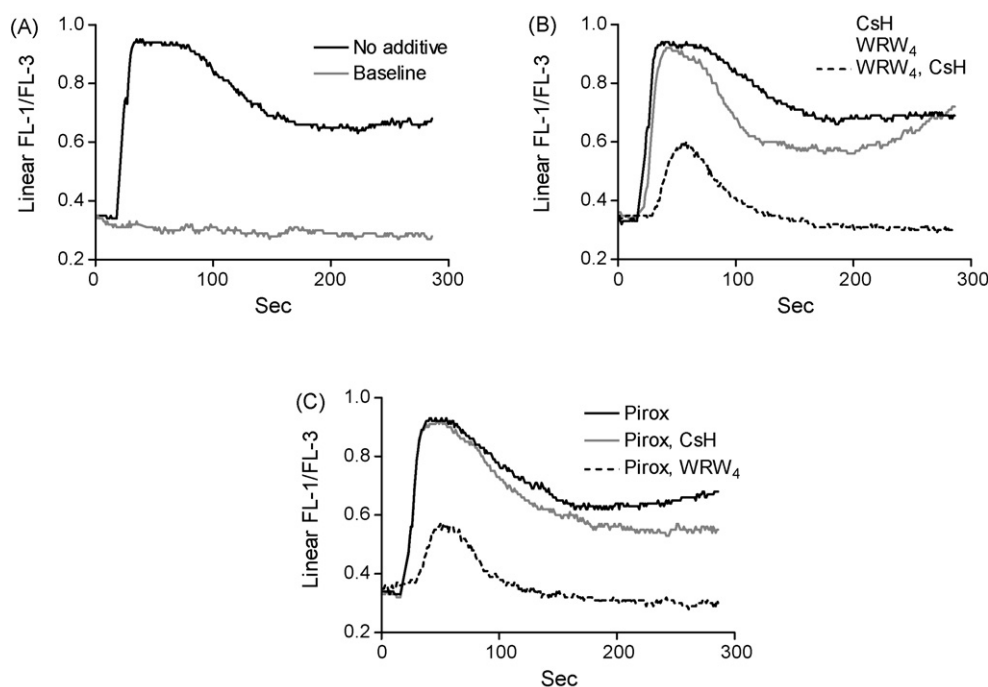 (A)
1.0
0.8
0.6
0.4
0.2
Linear FL-1/FL-3
No additive
Baseline
0 100 200 300
Sec
(B)
1.0
0.8
0.6
0.4
0.2
Linear FL-1/FL-3
CsH
WRW₄
WRW₄, CsH
0 100 200 300
Sec
(C)
1.0
0.8
0.6
0.4
0.2
Linear FL-1/FL-3
Pirox
Pirox, CsH
Pirox, WRW₄
0 100 200 300
Sec